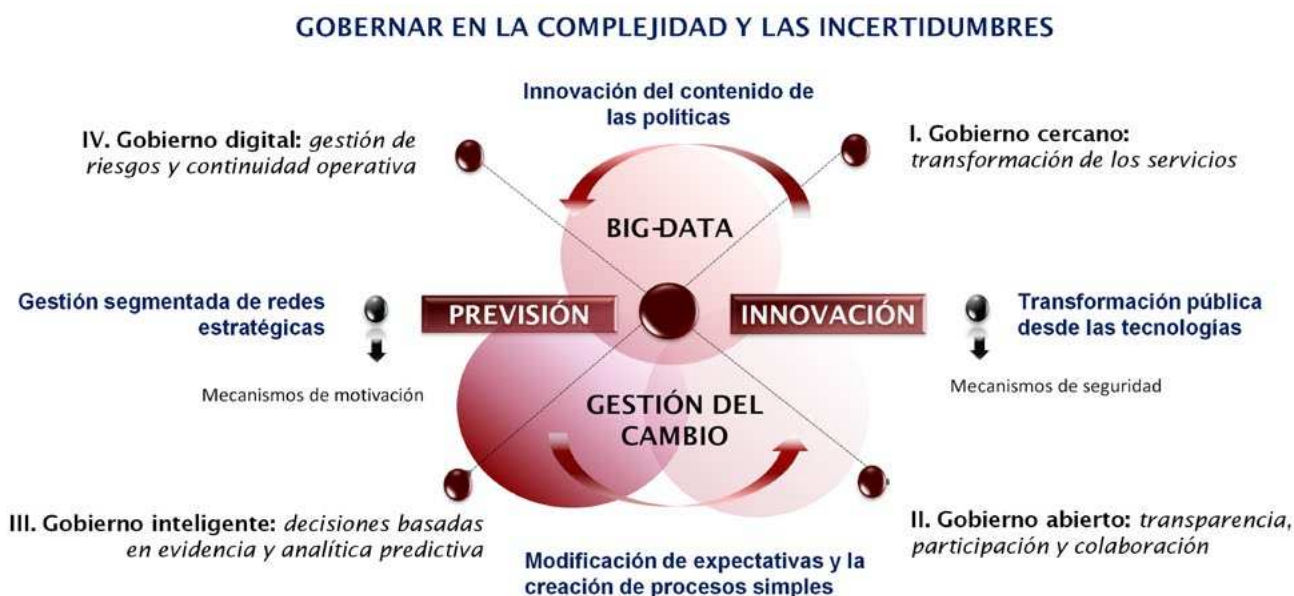 GOBERNAR EN LA COMPLEJIDAD Y LAS INCERTIDUMBRES
Innovación del contenido de
las políticas
IV. Gobierno digital: gestión de
riesgos y continuidad operativa
I. Gobierno cercano:
transformación de los servicios
BIG-DATA
Gestión segmentada de redes
estratégicas
PREVISIÓN
INNOVACIÓN
Transformación pública
desde las tecnologías
Mecanismos de motivación
Mecanismos de seguridad
GESTIÓN DEL
CAMBIO
III. Gobierno inteligente: decisiones basadas
en evidencia y analítica predictiva
II. Gobierno abierto: transparencia,
participación y colaboración
Modificación de expectativas y la
creación de procesos simples